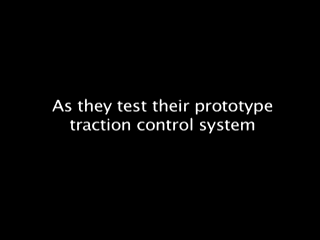 As they test their prototype
traction control system